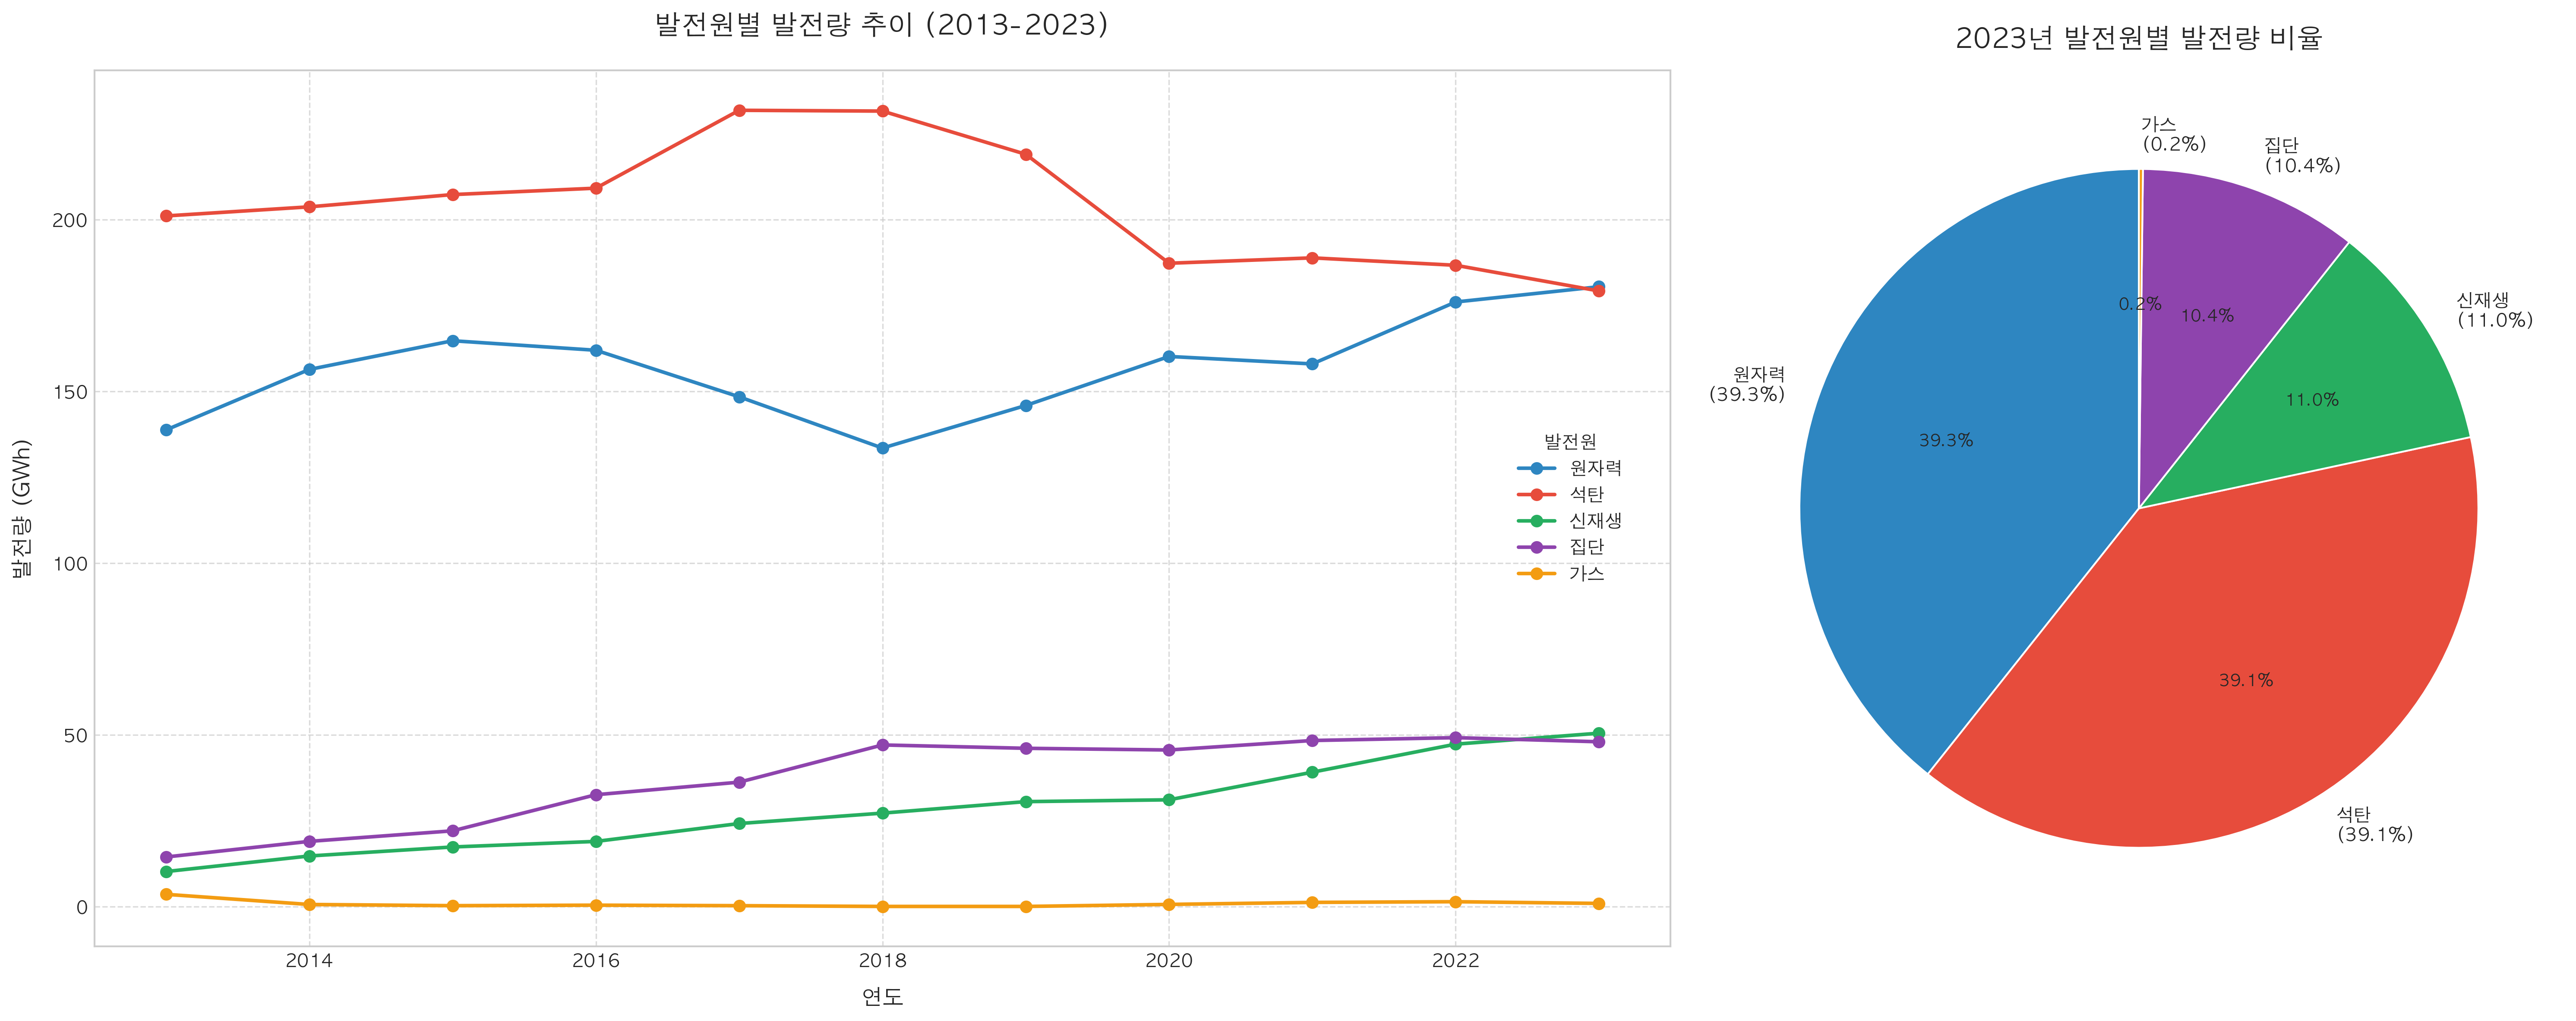 발전원별 발전량 추이 (2013-2023)
발전량 (GWh)
200
150
100
50
0
2014
2016
2018
2020
2022
연도
발전원
원자력
석탄
신재생
집단
가스
2023년 발전원별 발전량 비율
가스
(0.2%)
집단
(10.4%)
신재생
(11.0%)
원자력
(39.3%)
석탄
(39.1%)
0.2%
10.4%
11.0%
39.3%
39.1%